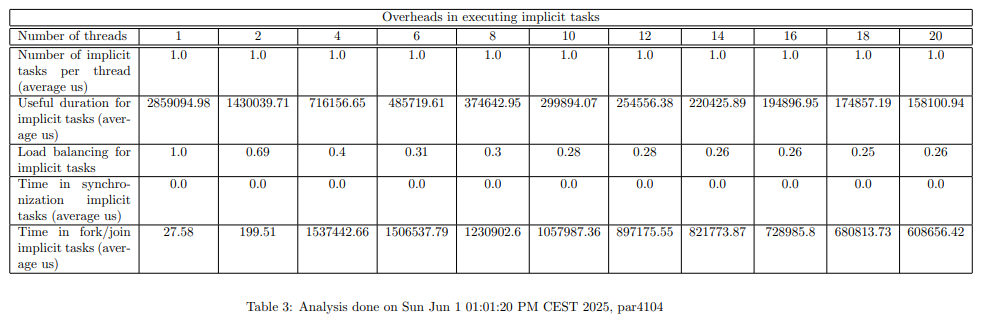 Overheads in executing implicit tasks
Number of threads 1 2 4 6 8 10 12 14 16 18 20
Number of implicit 1.0 1.0 1.0 1.0 1.0 1.0 1.0 1.0 1.0 1.0 1.0
tasks per thread
(average us)
Useful duration for 2859094.98 1430039.71 716156.65 485719.61 374642.95 299894.07 254556.38 220425.89 194896.95 174857.19 158100.94
implicit tasks (aver-
age us)
Load balancing for 1.0 0.69 0.4 0.31 0.3 0.28 0.28 0.26 0.26 0.25 0.26
implicit tasks
Time in synchro- 0.0 0.0 0.0 0.0 0.0 0.0 0.0 0.0 0.0 0.0 0.0
nization implicit
tasks (average us)
Time in fork/join 27.58 199.51 1537442.66 1506537.79 1230902.6 1057987.36 897175.55 821773.87 728985.8 680813.73 608656.42
implicit tasks (aver-
age us)
Table 3: Analysis done on Sun Jun 1 01:01:20 PM CEST 2025, par4104